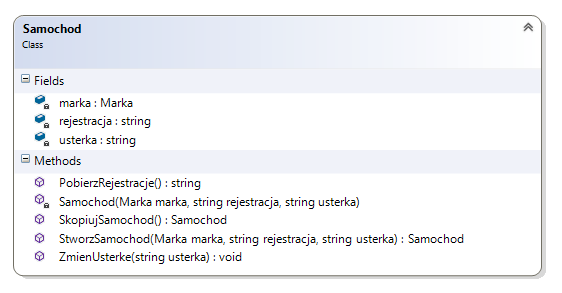 Samochod
Class
Fields
marka : Marka
rejestracja : string
usterka : string
Methods
PobierzRejestracje() : string
Samochod(Marka marka, string rejestracja, string usterka)
SkopiujSamochod() : Samochod
StworzSamochod(Marka marka, string rejestracja, string usterka) : Samochod
ZmienUsterke(string usterka) : void